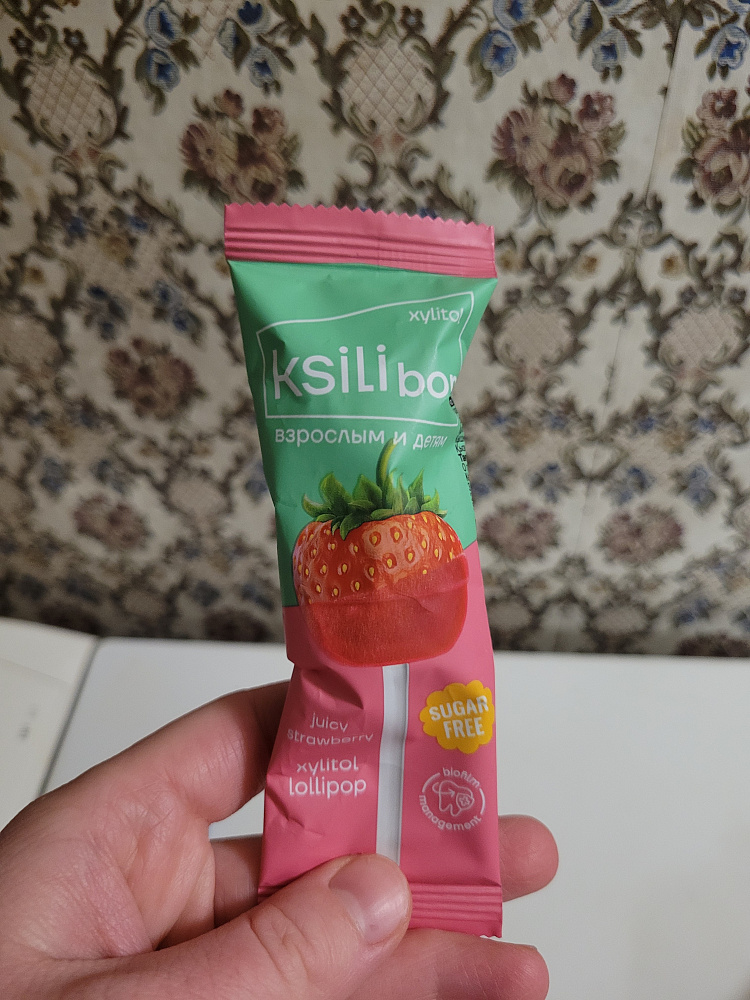 xylitol
ksili bon
взрослым и детям
juicy
strawberry
xylitol
lollipop
SUGAR
FREE
biofilm
management